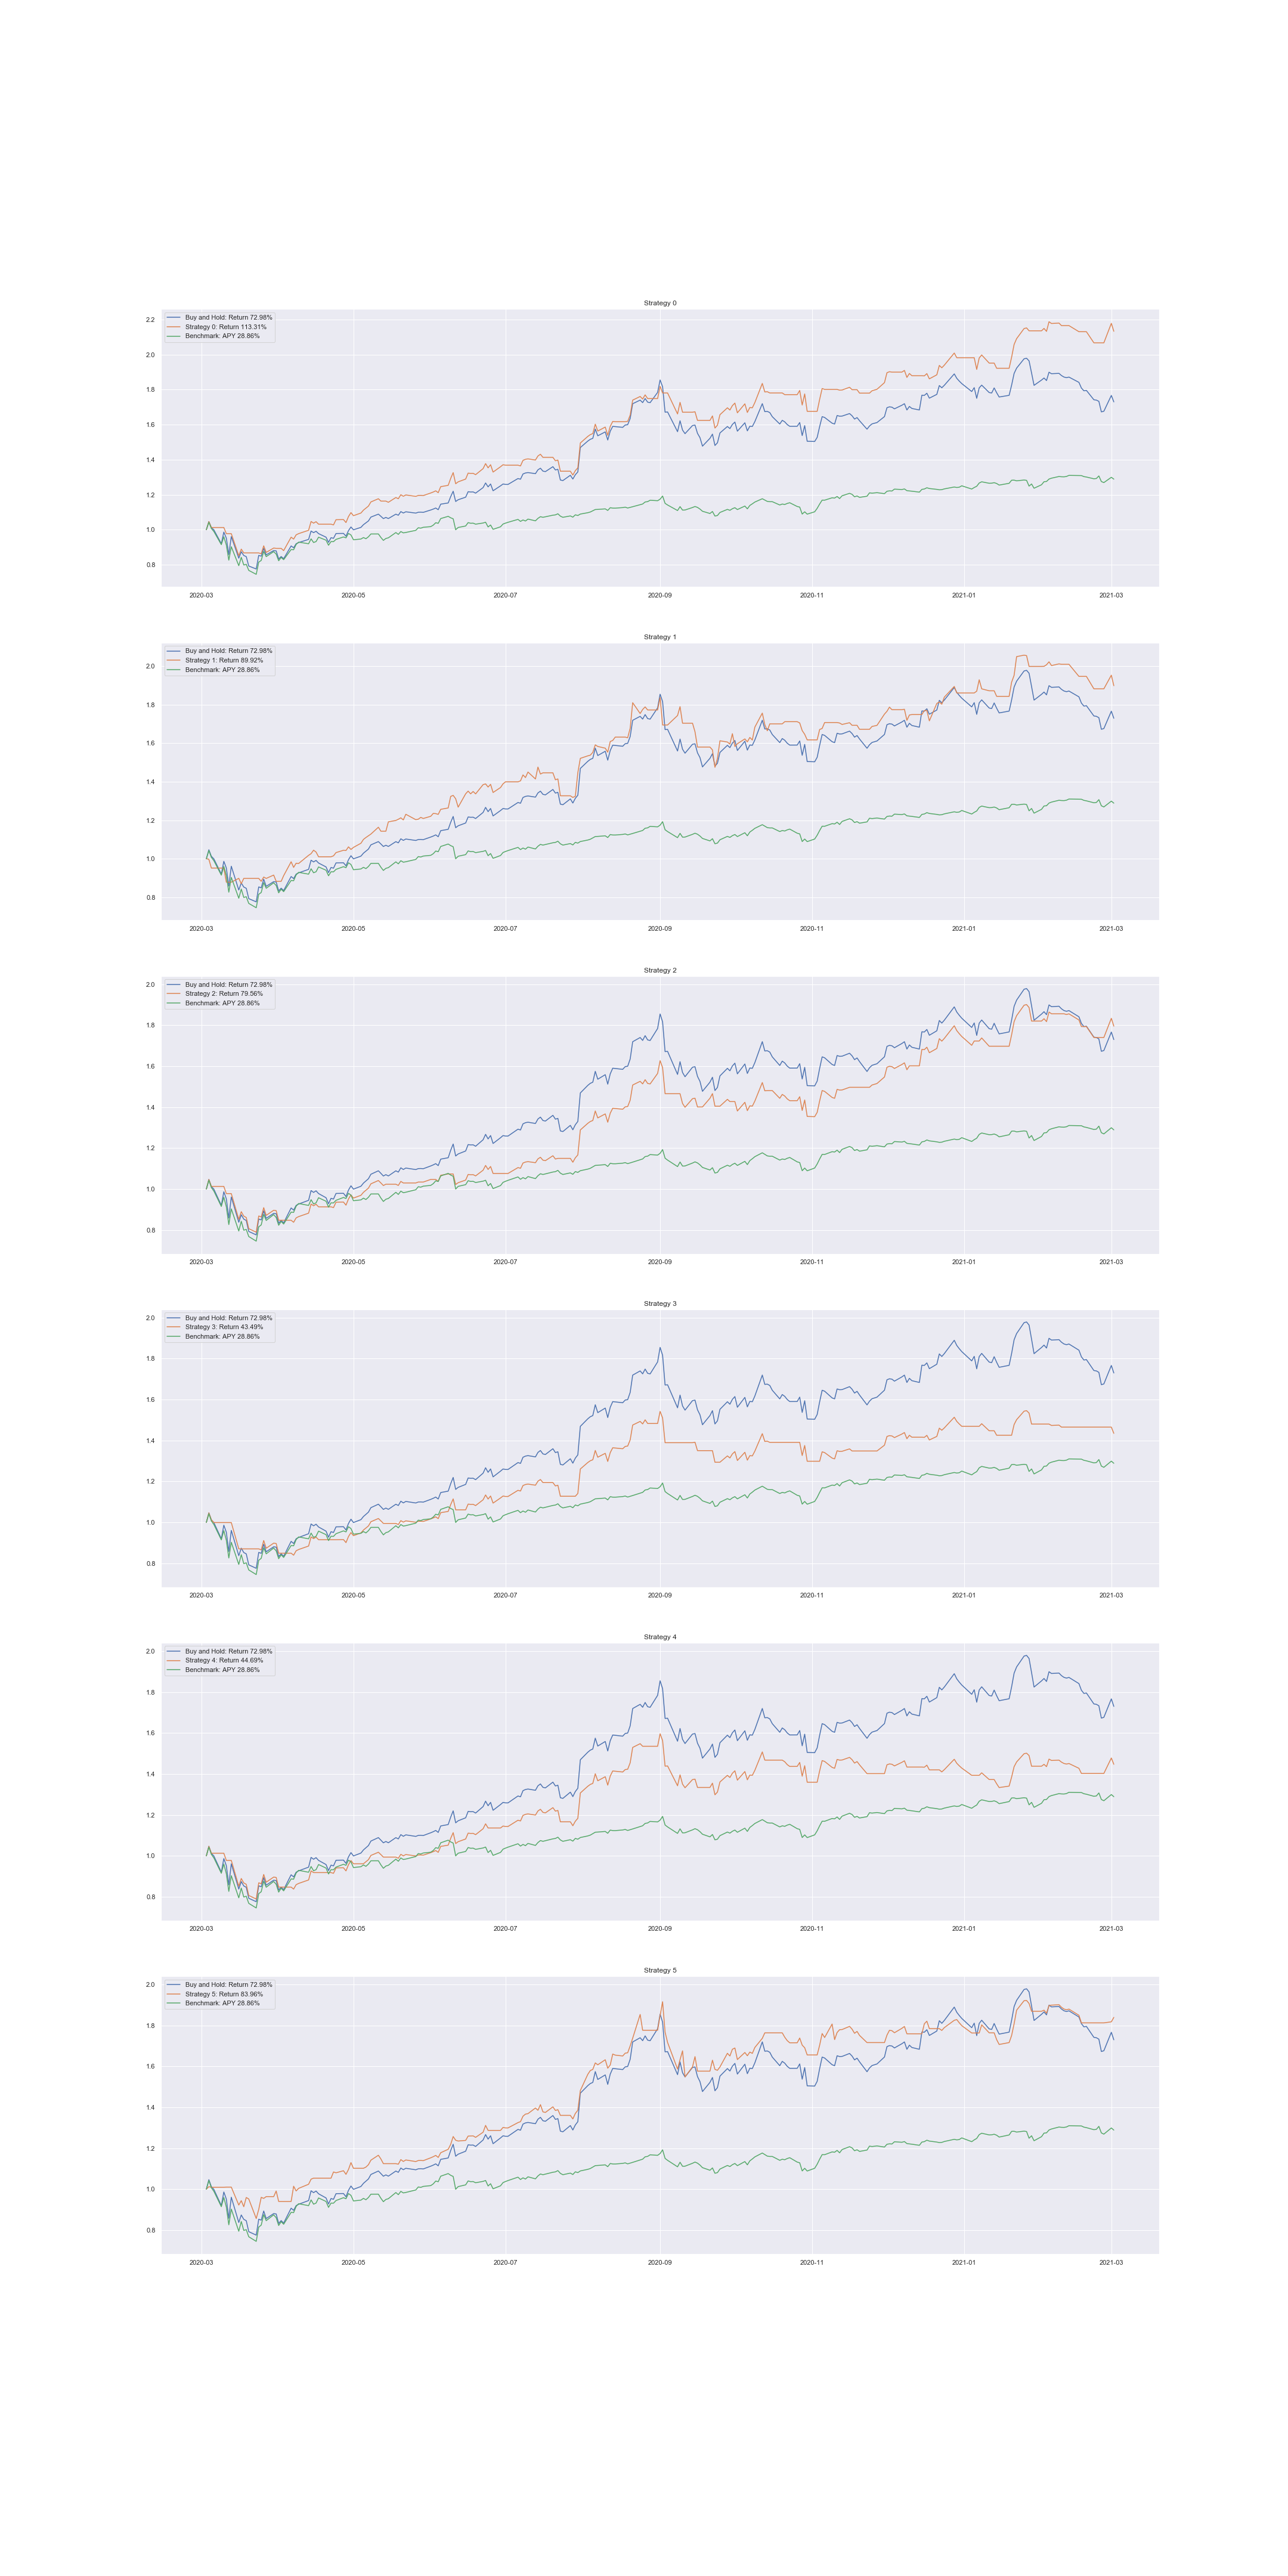 Strategy 0
Buy and Hold: Return 72.98%
Strategy 0: Return 113.31%
Benchmark: APY 28.86%
2.2
2.0
1.8
1.6
1.4
1.2
1.0
0.8
2020-03 2020-05 2020-07 2020-09 2020-11 2021-01 2021-03
Strategy 1
Buy and Hold: Return 72.98%
Strategy 1: Return 89.92%
Benchmark: APY 28.86%
2.0
1.8
1.6
1.4
1.2
1.0
0.8
2020-03 2020-05 2020-07 2020-09 2020-11 2021-01 2021-03
Strategy 2
Buy and Hold: Return 72.98%
Strategy 2: Return 79.56%
Benchmark: APY 28.86%
2.0
1.8
1.6
1.4
1.2
1.0
0.8
2020-03 2020-05 2020-07 2020-09 2020-11 2021-01 2021-03
Strategy 3
Buy and Hold: Return 72.98%
Strategy 3: Return 43.49%
Benchmark: APY 28.86%
2.0
1.8
1.6
1.4
1.2
1.0
0.8
2020-03 2020-05 2020-07 2020-09 2020-11 2021-01 2021-03
Strategy 4
Buy and Hold: Return 72.98%
Strategy 4: Return 44.69%
Benchmark: APY 28.86%
2.0
1.8
1.6
1.4
1.2
1.0
0.8
2020-03 2020-05 2020-07 2020-09 2020-11 2021-01 2021-03
Strategy 5
Buy and Hold: Return 72.98%
Strategy 5: Return 83.96%
Benchmark: APY 28.86%
2.0
1.8
1.6
1.4
1.2
1.0
0.8
2020-03 2020-05 2020-07 2020-09 2020-11 2021-01 2021-03